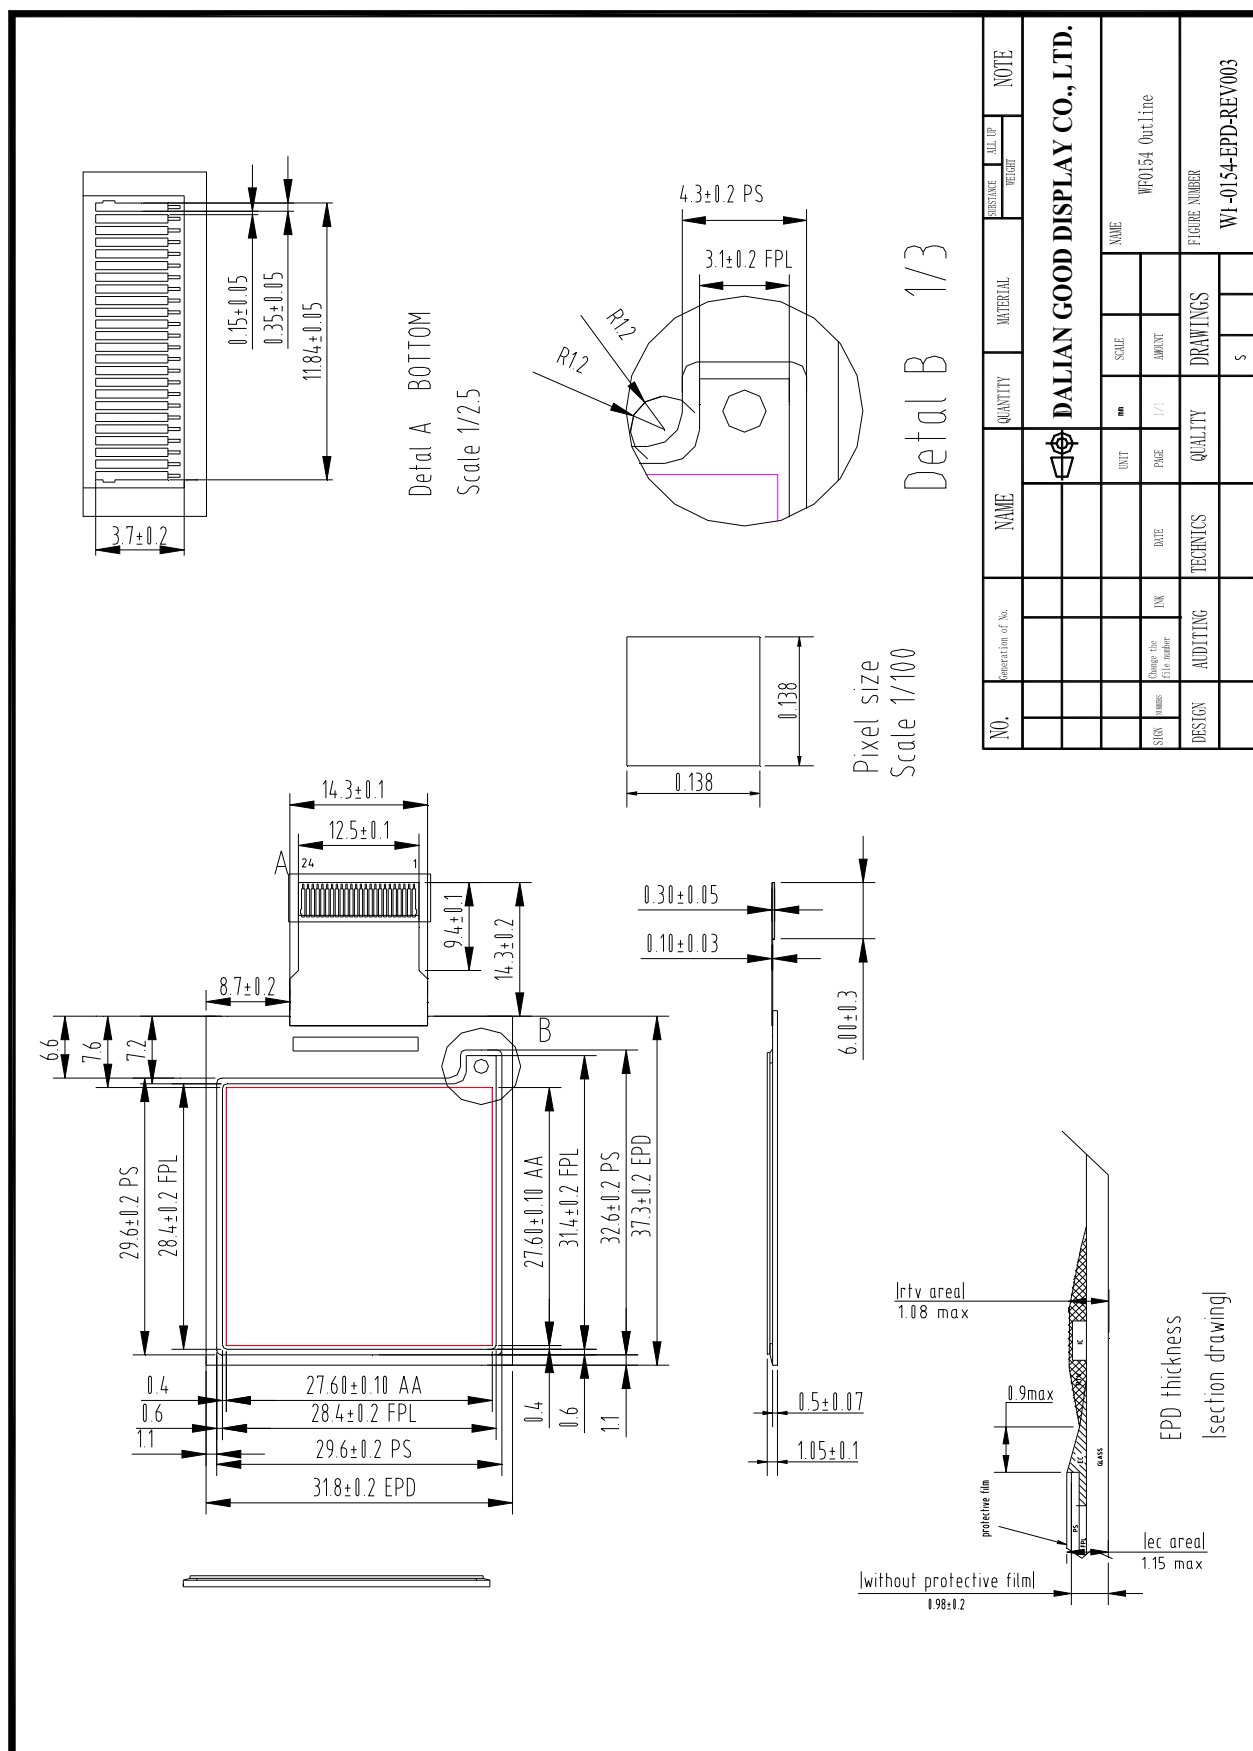 0.15±0.05
0.35±0.05
11.84±0.05
3.7±0.2
Detal A BOTTOM
Scale 1/2.5
4.3±0.2 PS
3.1±0.2 FPL
R1.2
R1.2
Detal B 1/3
0.138
0.138
Pixel size
Scale 1/100
14.3±0.1
12.5±0.1
A
24
1
9.4±0.1
14.3±0.2
8.7±0.2
B
6.6
7.6
7.2
29.6±0.2 PS
28.4±0.2 FPL
27.60±0.10 AA
31.4±0.2 FPL
32.6±0.2 PS
37.3±0.2 EPD
0.4
0.6
1.1
27.60±0.10 AA
28.4±0.2 FPL
29.6±0.2 PS
31.8±0.2 EPD
0.4
0.6
1.1
0.30±0.05
0.10±0.03
6.00±0.3
0.5±0.07
1.05±0.1
|rtv area|
1.08 max
0.9max
IC
EC
GLASS
PS
FPL
protective film
|ec area|
1.15 max
|without protective film|
0.98±0.2
EPD thickness
|section drawing|
NO.
Generation of No.
NAME
QUANTITY
MATERIAL
SUBSTANCE
ALL UP
WEIGHT
NOTE
DALIAN GOOD DISPLAY CO., LTD.
UNIT
mm
SCALE
NAME
WF0154 Outline
SIGN
NUMBERS
Change the
file number
INK
DATE
PAGE
1/1
AMOUNT
DESIGN
AUDITING
TECHNICS
QUALITY
DRAWINGS
FIGURE NUMBER
S
WI-0154-EPD-REV003